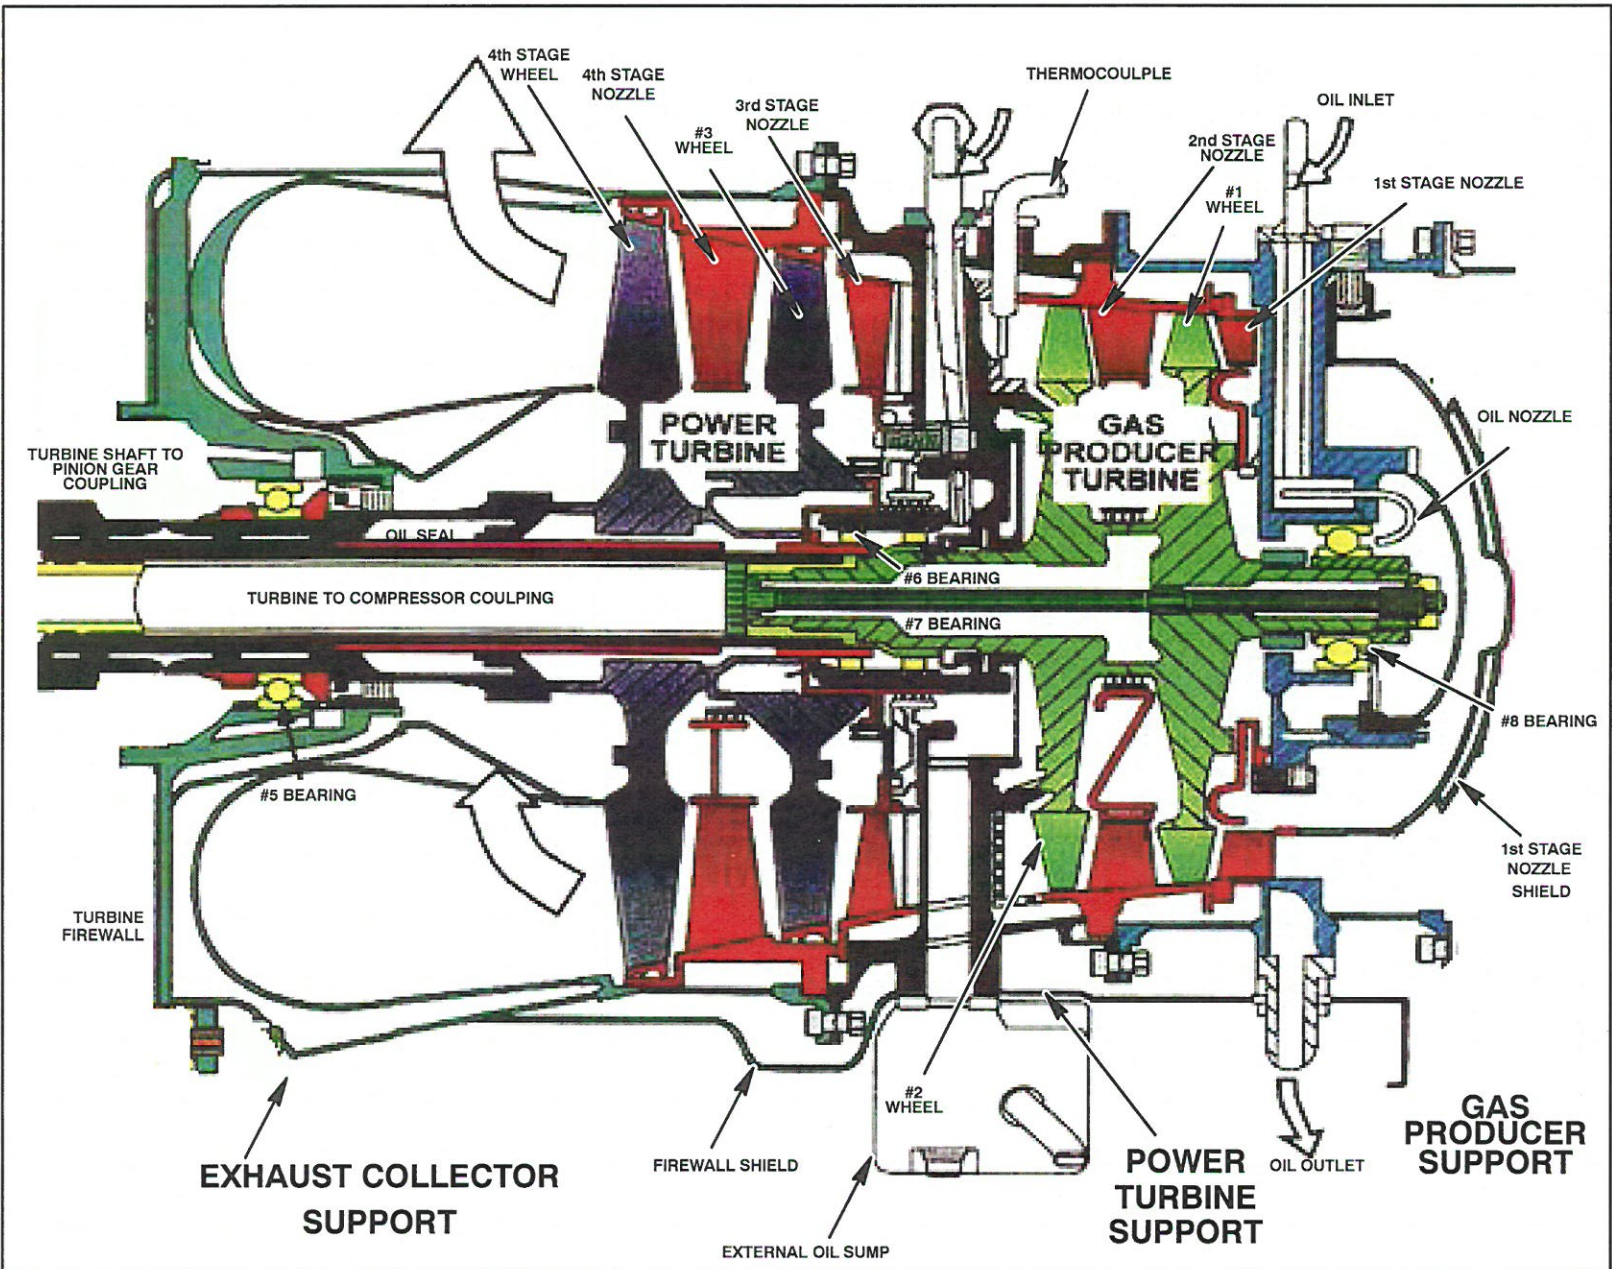 4th STAGE
WHEEL
4th STAGE
NOZZLE
#3
WHEEL
3rd STAGE
NOZZLE
THERMOCOULPLE
OIL INLET
2nd STAGE
NOZZLE
#1
WHEEL
1st STAGE NOZZLE
POWER
TURBINE
GAS
PRODUCER
TURBINE
OIL NOZZLE
TURBINE SHAFT TO
PINION GEAR
COUPLING
OIL SEAL
#6 BEARING
TURBINE TO COMPRESSOR COULPING
#7 BEARING
#8 BEARING
#5 BEARING
1st STAGE
NOZZLE
SHIELD
TURBINE
FIREWALL
#2
WHEEL
EXHAUST COLLECTOR
SUPPORT
FIREWALL SHIELD
EXTERNAL OIL SUMP
POWER
TURBINE
SUPPORT
OIL OUTLET
GAS
PRODUCER
SUPPORT